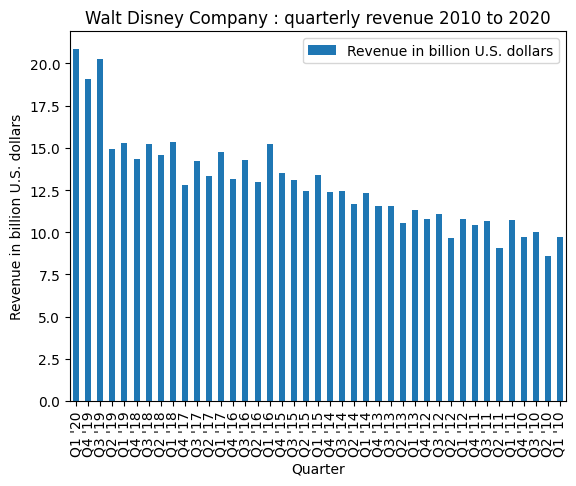 Walt Disney Company : quarterly revenue 2010 to 2020
Revenue in billion U.S. dollars
20.0
17.5
15.0
12.5
10.0
7.5
5.0
2.5
0.0
Revenue in billion U.S. dollars
Q1 '20
Q4 '19
Q3 '19
Q2 '19
Q1 '19
Q4 '18
Q3 '18
Q2 '18
Q1 '18
Q4 '17
Q3 '17
Q2 '17
Q1 '17
Q4 '16
Q3 '16
Q2 '16
Q1 '16
Q4 '15
Q3 '15
Q2 '15
Q1 '15
Q4 '14
Q3 '14
Q2 '14
Q1 '14
Q4 '13
Q3 '13
Q2 '13
Q1 '13
Q4 '12
Q3 '12
Q2 '12
Q1 '12
Q4 '11
Q3 '11
Q2 '11
Q1 '11
Q4 '10
Q3 '10
Q2 '10
Q1 '10
Quarter